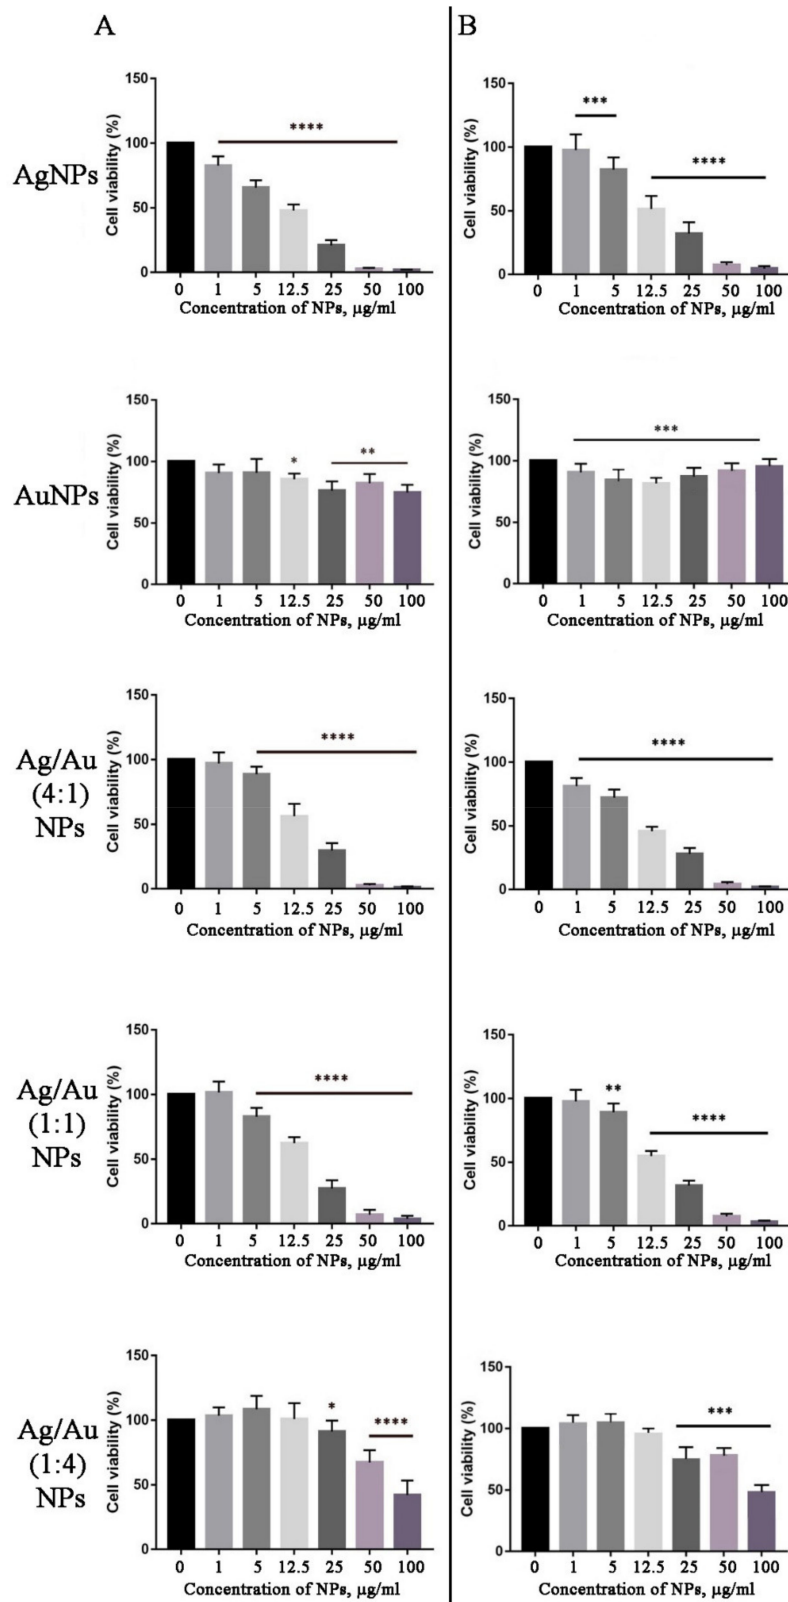 A
B
AgNPs
Cell viability (%)
150
100
50
0
****
0 1 5 12.5 25 50 100
Concentration of NPs, μg/ml
Cell viability (%)
150
100
50
0
***
****
0 1 5 12.5 25 50 100
Concentration of NPs, μg/ml
AuNPs
Cell viability (%)
150
100
50
0
*
**
0 1 5 12.5 25 50 100
Concentration of NPs, μg/ml
Cell viability (%)
150
100
50
0
***
0 1 5 12.5 25 50 100
Concentration of NPs, μg/ml
Ag/Au
(4:1)
NPs
Cell viability (%)
150
100
50
0
****
0 1 5 12.5 25 50 100
Concentration of NPs, μg/ml
Cell viability (%)
150
100
50
0
****
0 1 5 12.5 25 50 100
Concentration of NPs, μg/ml
Ag/Au
(1:1)
NPs
Cell viability (%)
150
100
50
0
****
0 1 5 12.5 25 50 100
Concentration of NPs, μg/ml
Cell viability (%)
150
100
50
0
**
****
0 1 5 12.5 25 50 100
Concentration of NPs, μg/ml
Ag/Au
(1:4)
NPs
Cell viability (%)
150
100
50
0
*
****
0 1 5 12.5 25 50 100
Concentration of NPs, μg/ml
Cell viability (%)
150
100
50
0
***
0 1 5 12.5 25 50 100
Concentration of NPs, μg/ml